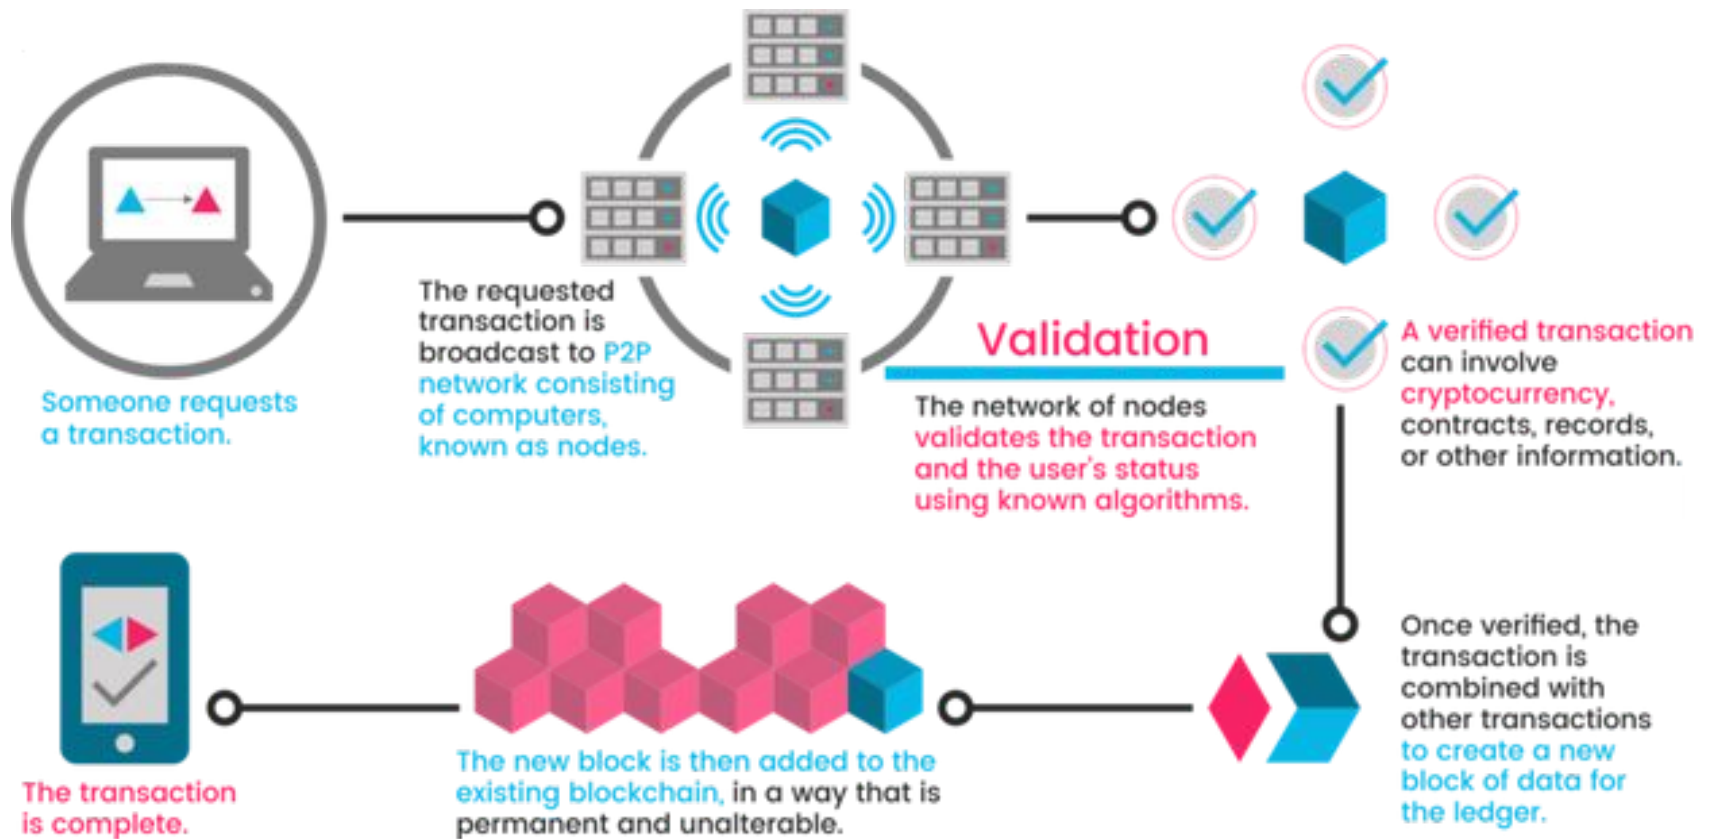 Someone requests
a transaction.
The requested
transaction is
broadcast to P2P
network consisting
of computers,
known as nodes.
Validation
The network of nodes
validates the transaction
and the user's status
using known algorithms.
A verified transaction
can involve
cryptocurrency,
contracts, records,
or other information.
Once verified, the
transaction is
combined with
other transactions
to create a new
block of data for
the ledger.
The new block is then added to the
existing blockchain, in a way that is
permanent and unalterable.
The transaction
is complete.